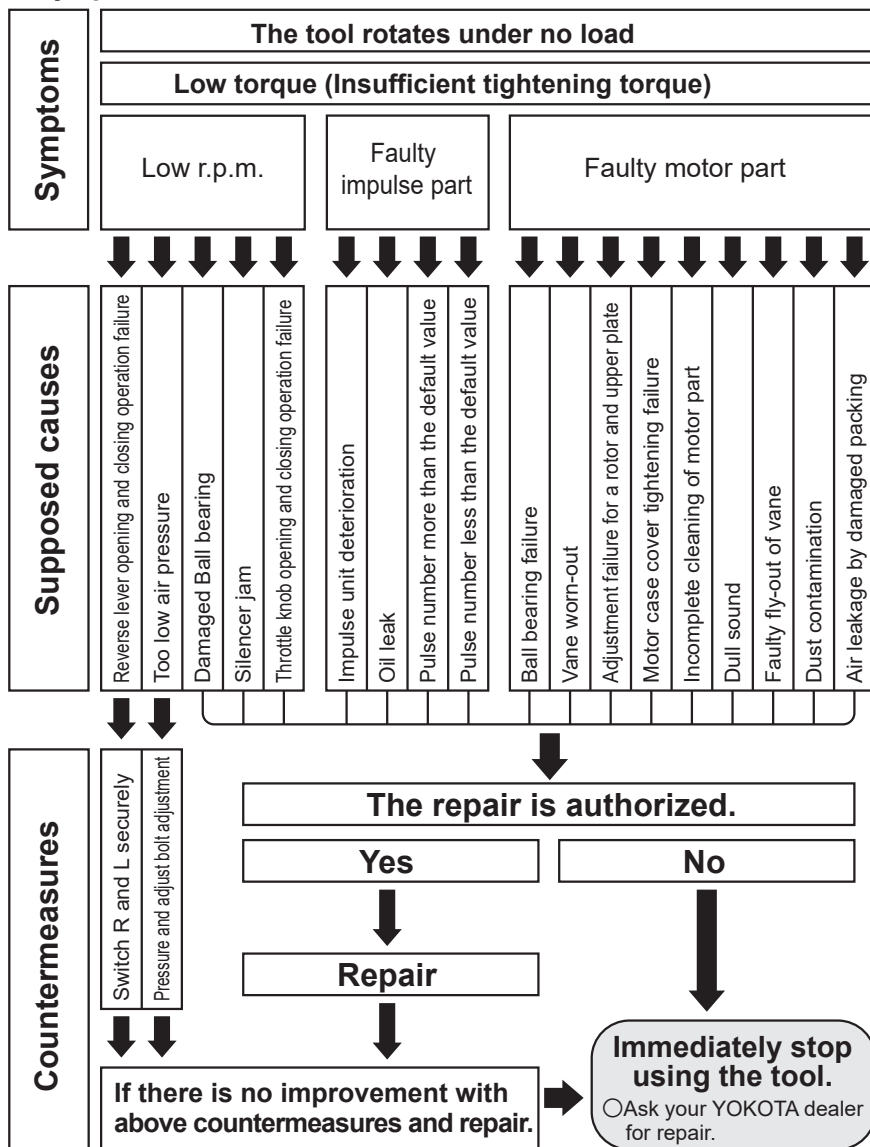 Symptoms
The tool rotates under no load
Low torque (Insufficient tightening torque)
Low r.p.m.
Faulty
impulse part
Faulty motor part
Supposed causes
Reverse lever opening and closing operation failure
Too low air pressure
Damaged Ball bearing
Silencer jam
Throttle knob opening and closing operation failure
Impulse unit deterioration
Oil leak
Pulse number more than the default value
Pulse number less than the default value
Ball bearing failure
Vane worn-out
Adjustment failure for a rotor and upper plate
Motor case cover tightening failure
Incomplete cleaning of motor part
Dull sound
Faulty fly-out of vane
Dust contamination
Air leakage by damaged packing
Countermeasures
Switch R and L securely
Pressure and adjust bolt adjustment
The repair is authorized.
Yes
No
Repair
If there is no improvement with
above countermeasures and repair.
Immediately stop
using the tool.
○Ask your YOKOTA dealer
for repair.